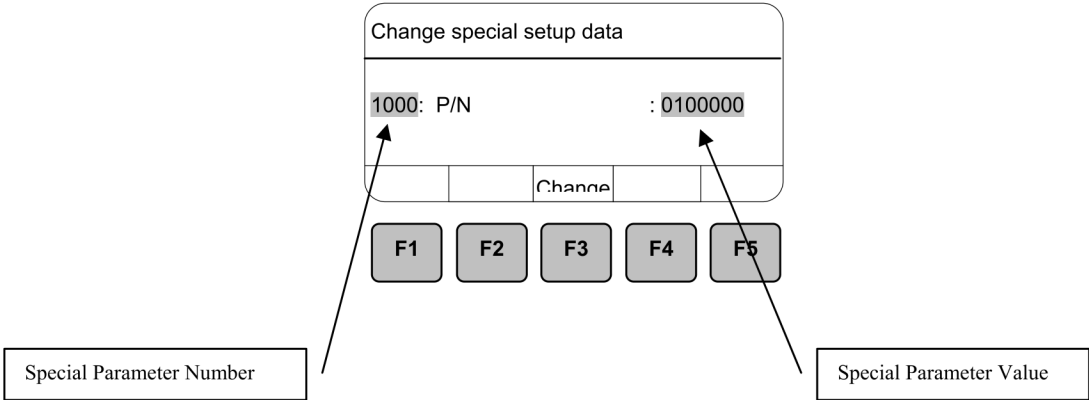 Change special setup data
1000: P/N : 0100000
Change
F1 F2 F3 F4 F5
Special Parameter Number Special Parameter Value